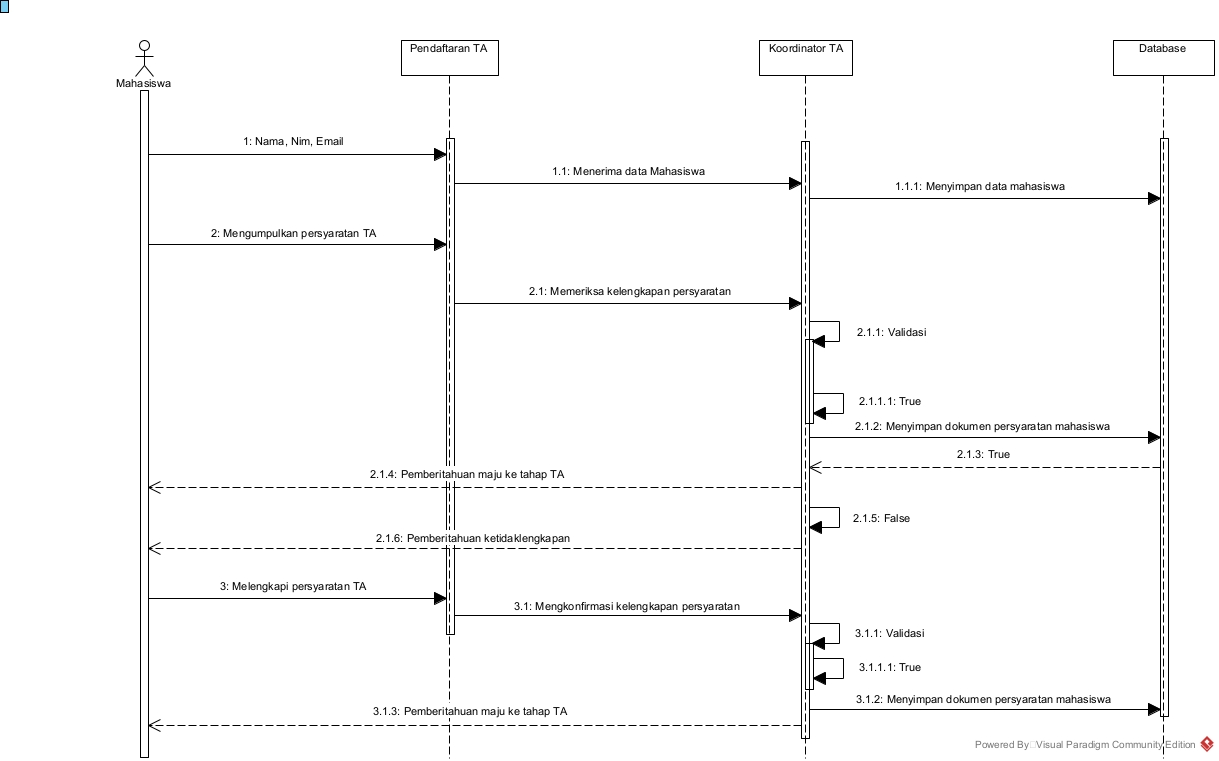 Pendaftaran TA
Koordinator TA
Database
Mahasiswa
1: Nama, Nim, Email
1.1: Menerima data Mahasiswa
1.1.1: Menyimpan data mahasiswa
2: Mengumpulkan persyaratan TA
2.1: Memeriksa kelengkapan persyaratan
2.1.1: Validasi
2.1.1.1: True
2.1.2: Menyimpan dokumen persyaratan mahasiswa
2.1.3: True
2.1.4: Pemberitahuan maju ke tahap TA
2.1.5: False
2.1.6: Pemberitahuan ketidaklengkapan
3: Melengkapi persyaratan TA
3.1: Mengkonfirmasi kelengkapan persyaratan
3.1.1: Validasi
3.1.1.1: True
3.1.2: Menyimpan dokumen persyaratan mahasiswa
3.1.3: Pemberitahuan maju ke tahap TA
Powered By Visual Paradigm Community Edition